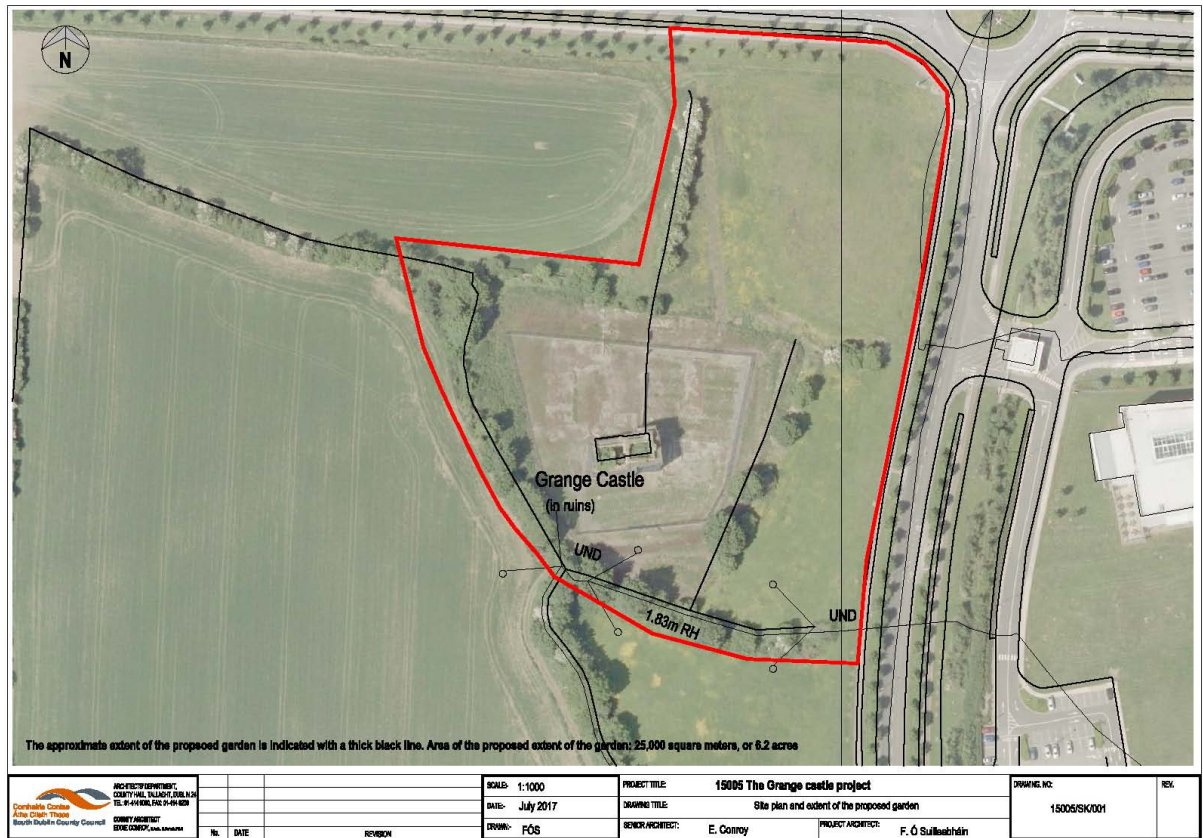 N
Grange Castle
(in ruins)
UND
1.83m RH
UND
The approximate extent of the propsoed garden is indicated with a thick black line. Area of the proposed extent of the garden: 25,000 square meters, or 6.2 acres
Comhairle Contae
Átha Cliath Theas
South Dublin County Council
ARCHITECTS' DEPARTMENT,
COUNTY HALL, TALLAGHT, DUBLIN 24
COUNTY ARCHITECT
EDDIE CONROY,
No. DATE REVISION
SCALE: 1:1000
DATE: July 2017
DRAWN: FÓS
PROJECT TITLE: 15005 The Grange castle project
DRAWING TITLE: Site plan and extent of the proposed garden
SENIOR ARCHITECT: E. Conroy
PROJECT ARCHITECT: F. Ó Suilleabháin
DRAWING. NO:
15005/SK/001
REV.